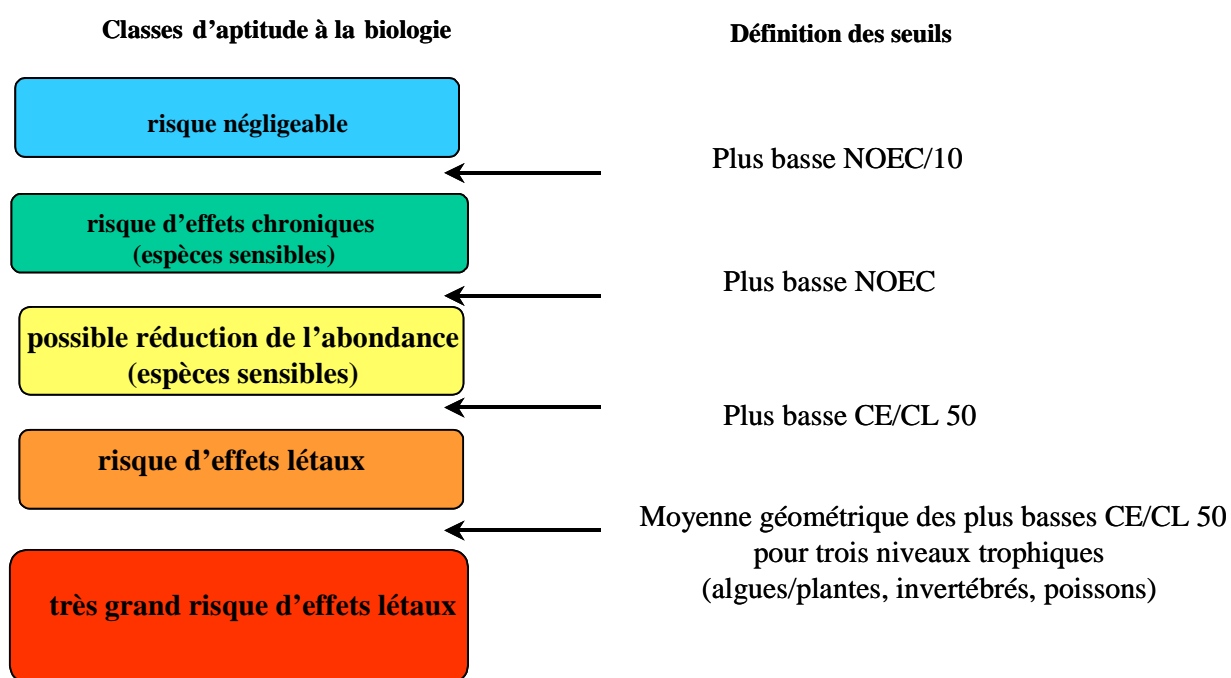 Classes d’aptitude à la biologie
Définition des seuils
risque négligeable
Plus basse NOEC/10
risque d’effets chroniques
(espèces sensibles)
Plus basse NOEC
possible réduction de l’abondance
(espèces sensibles)
Plus basse CE/CL 50
risque d’effets létaux
Moyenne géométrique des plus basses CE/CL 50
pour trois niveaux trophiques
(algues/plantes, invertébrés, poissons)
très grand risque d’effets létaux